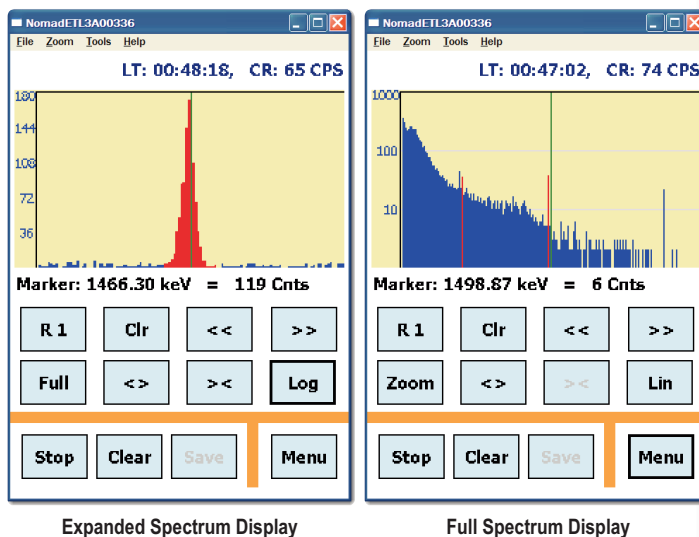 NomadETL3A00336
File Zoom Tools Help
LT: 00:48:18, CR: 65 CPS
180
144
108
72
36
Marker: 1466.30 keV = 119 Cnts
R 1 Clr << >>
Full <> >< Log
Stop Clear Save Menu
Expanded Spectrum Display
NomadETL3A00336
File Zoom Tools Help
LT: 00:47:02, CR: 74 CPS
1000
100
10
Marker: 1498.87 keV = 6 Cnts
R 1 Clr << >>
Zoom <> >< Lin
Stop Clear Save Menu
Full Spectrum Display